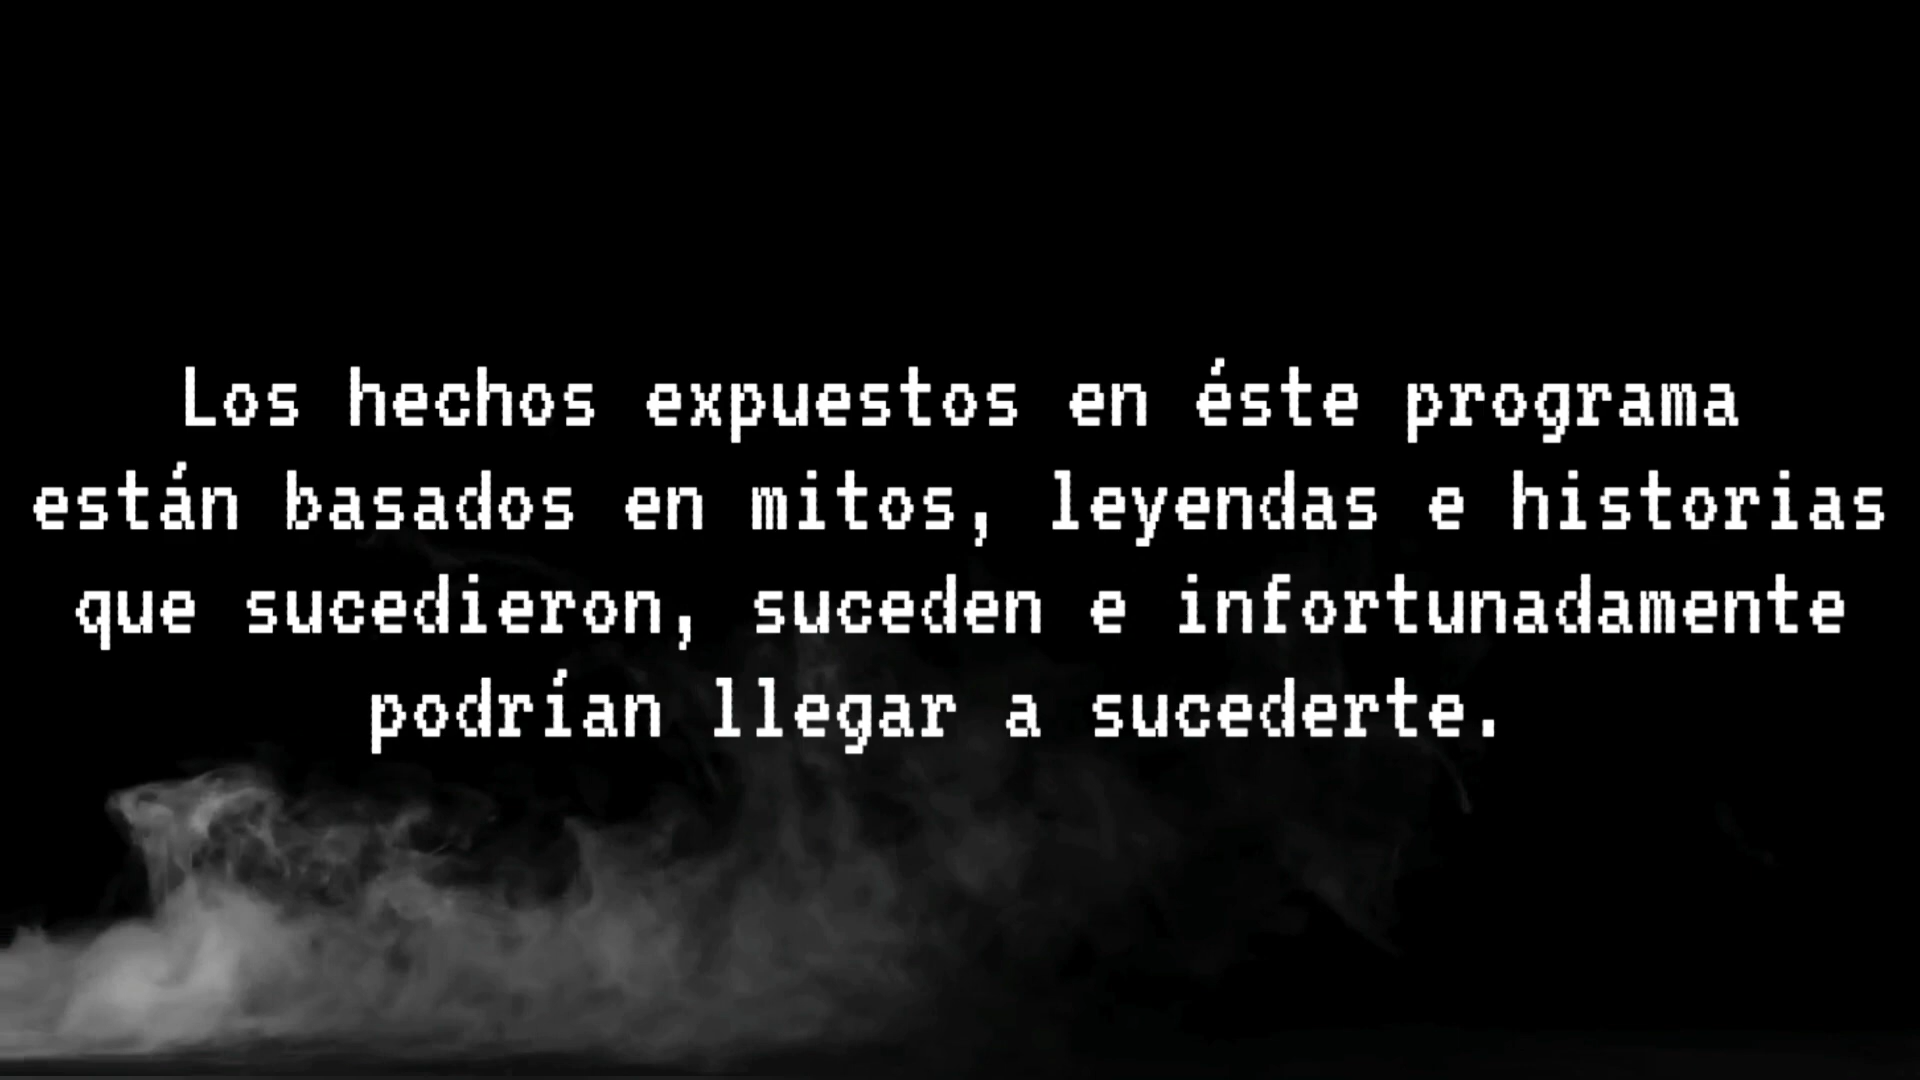 Los hechos expuestos en éste programa
están basados en mitos, leyendas e historias
que sucedieron, suceden e infortunadamente
podrían llegar a sucederte.